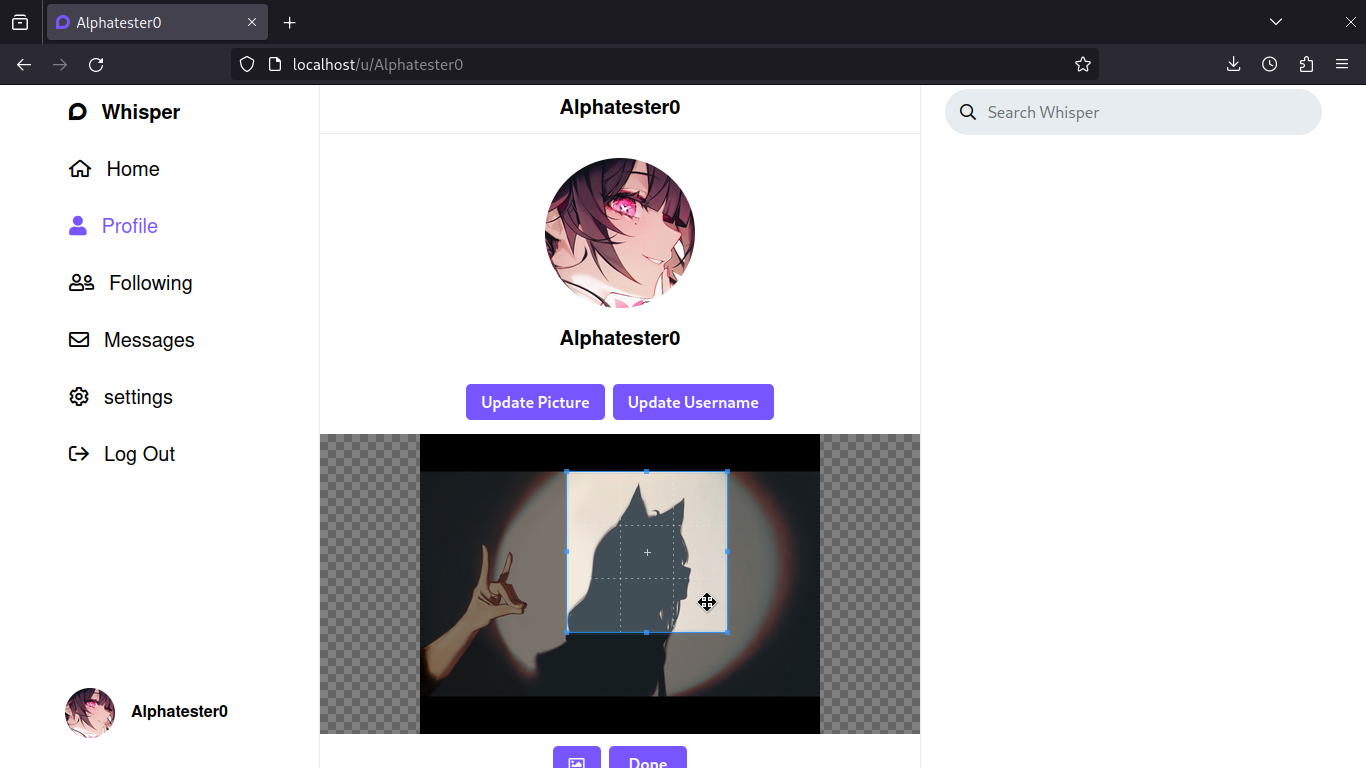 Alphatester0
localhost/u/Alphatester0
Whisper
Home
Profile
Following
Messages
settings
Log Out
Alphatester0
Alphatester0
Alphatester0
Update Picture
Update Username
Done
Search Whisper